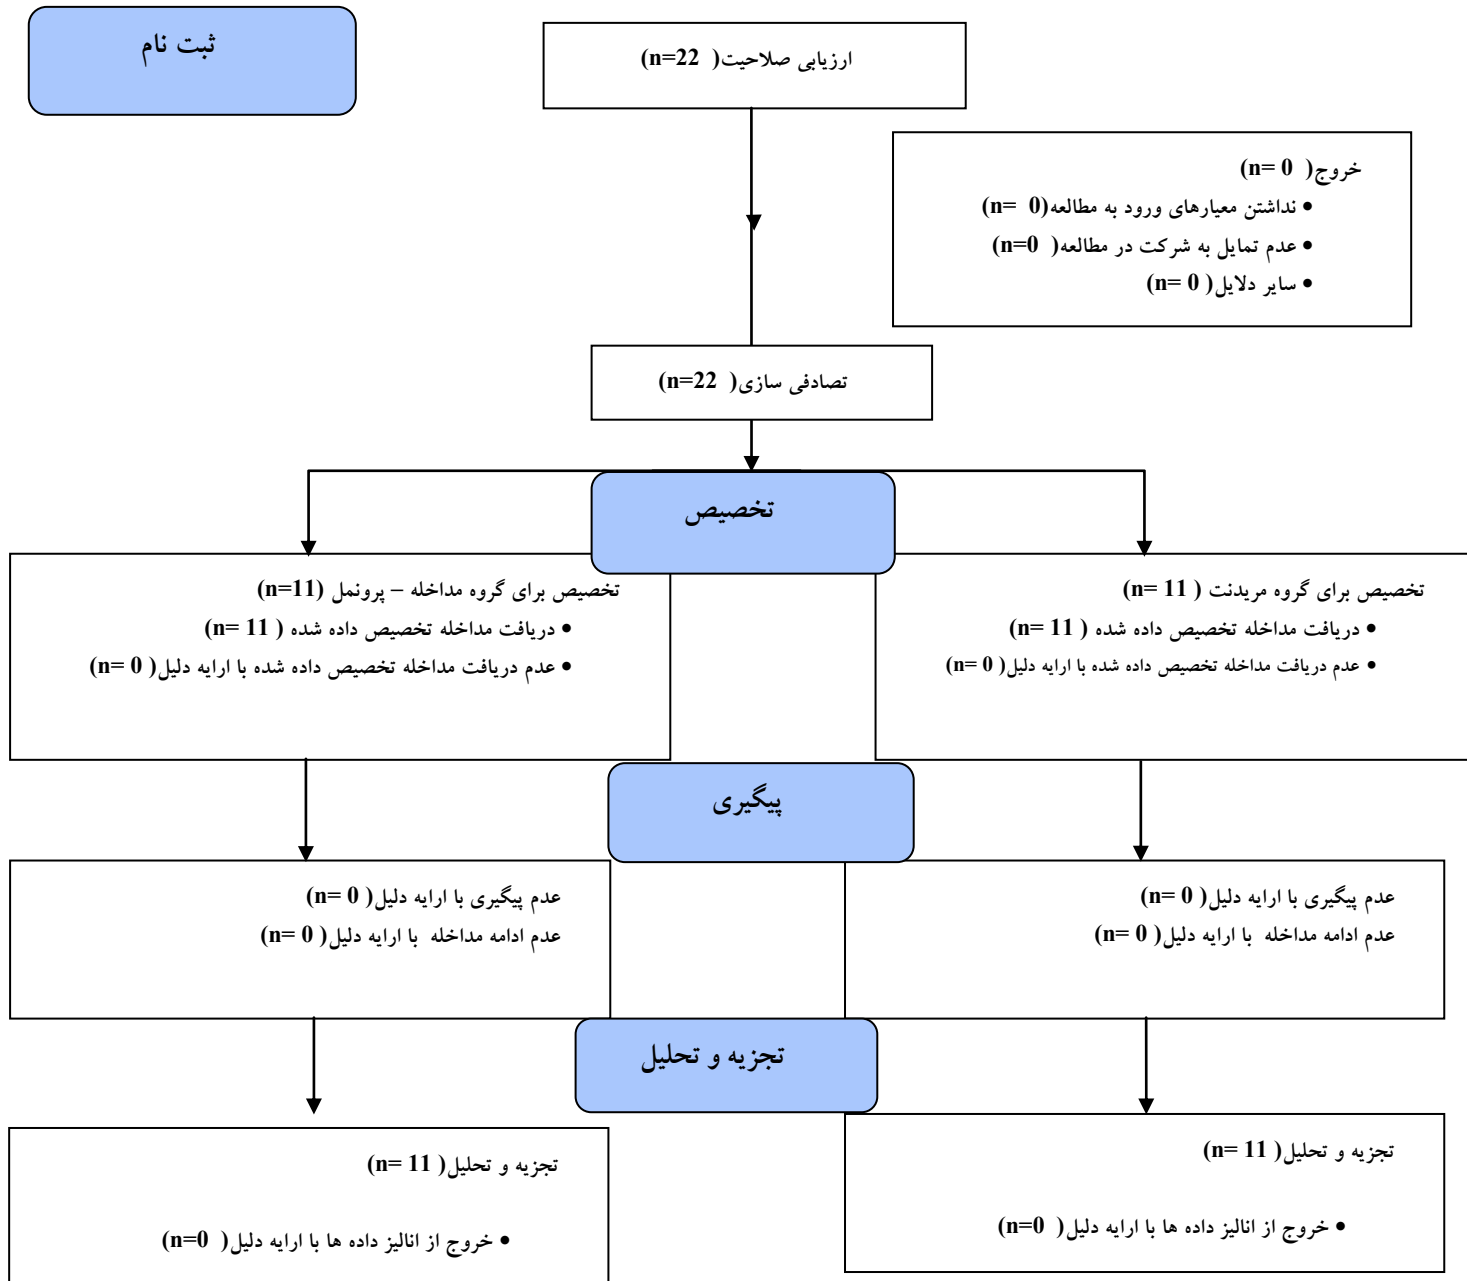 ثبت نام
ارزیابی صلاحیت( n=22)
خروج( n= 0)
• نداشتن معیارهای ورود به مطالعه(n= 0)
• عدم تمایل به شرکت در مطالعه( n=0)
• سایر دلایل( n= 0)
تصادفی سازی( n=22)
تخصیص
تخصیص برای گروه مریدنت ( n= 11)
• دریافت مداخله تخصیص داده شده ( n= 11)
• عدم دریافت مداخله تخصیص داده شده با ارایه دلیل( n= 0)
تخصیص برای گروه مداخله – پرونمل (n=11)
• دریافت مداخله تخصیص داده شده ( n= 11)
• عدم دریافت مداخله تخصیص داده شده با ارایه دلیل( n= 0)
پیگیری
عدم پیگیری با ارایه دلیل( n= 0)
عدم ادامه مداخله با ارایه دلیل( n= 0)
عدم پیگیری با ارایه دلیل( n= 0)
عدم ادامه مداخله با ارایه دلیل( n= 0)
تجزیه و تحلیل
تجزیه و تحلیل( n= 11)
• خروج از انالیز داده ها با ارایه دلیل( n=0)
تجزیه و تحلیل( n= 11)
• خروج از انالیز داده ها با ارایه دلیل( n=0)